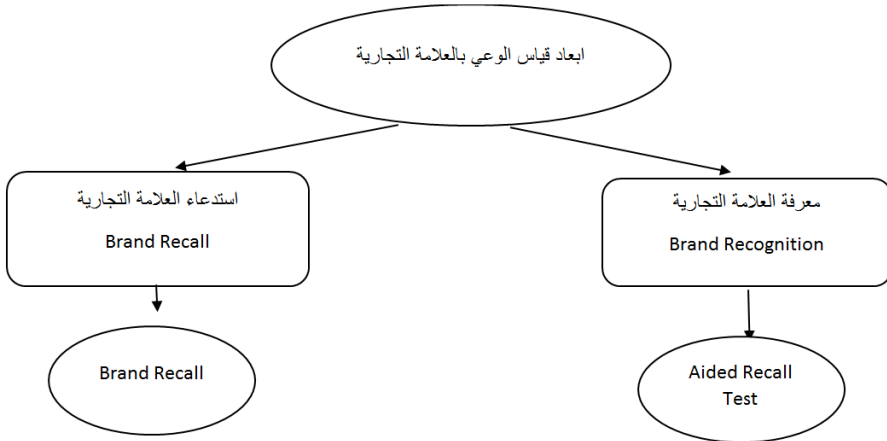 ابعاد قياس الوعي بالعلامة التجارية
معرفة العلامة التجارية
Brand Recognition
استدعاء العلامة التجارية
Brand Recall
Aided Recall
Test
Brand Recall